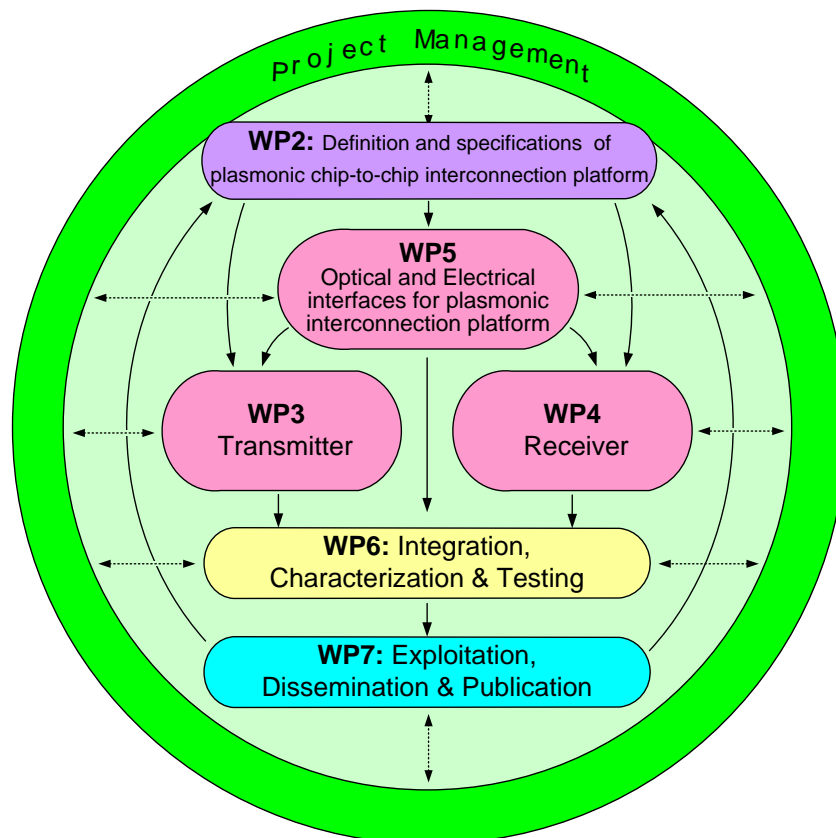 Project Management
WP2: Definition and specifications of
plasmonic chip-to-chip interconnection platform
WP5
Optical and Electrical
interfaces for plasmonic
interconnection platform
WP3
Transmitter
WP4
Receiver
WP6: Integration,
Characterization & Testing
WP7: Exploitation,
Dissemination & Publication